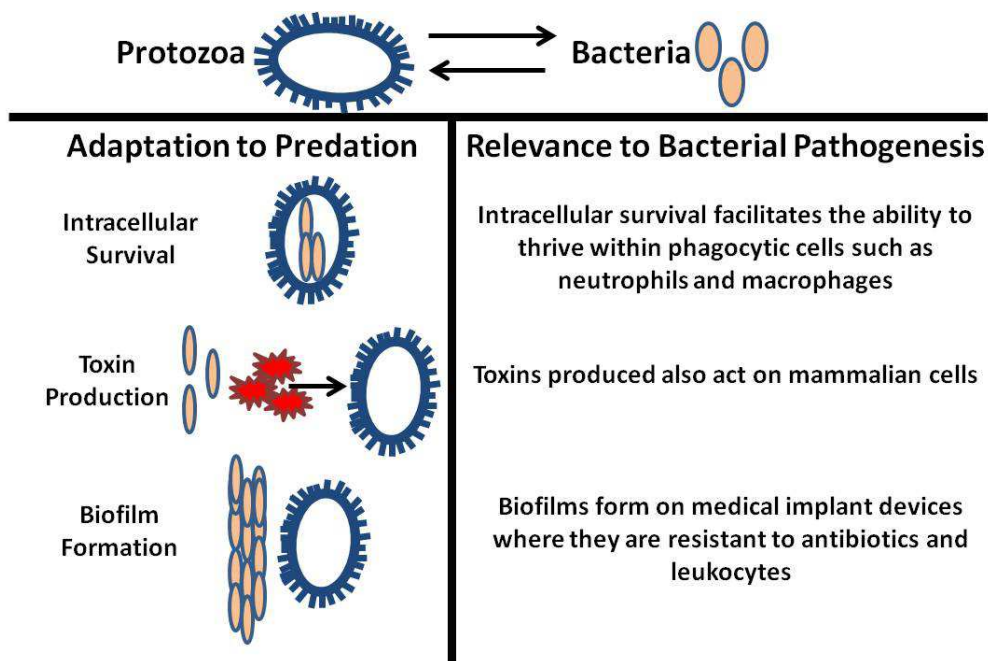 Protozoa
Bacteria
Adaptation to Predation
Relevance to Bacterial Pathogenesis
Intracellular
Survival
Intracellular survival facilitates the ability to
thrive within phagocytic cells such as
neutrophils and macrophages
Toxin
Production
Toxins produced also act on mammalian cells
Biofilm
Formation
Biofilms form on medical implant devices
where they are resistant to antibiotics and
leukocytes